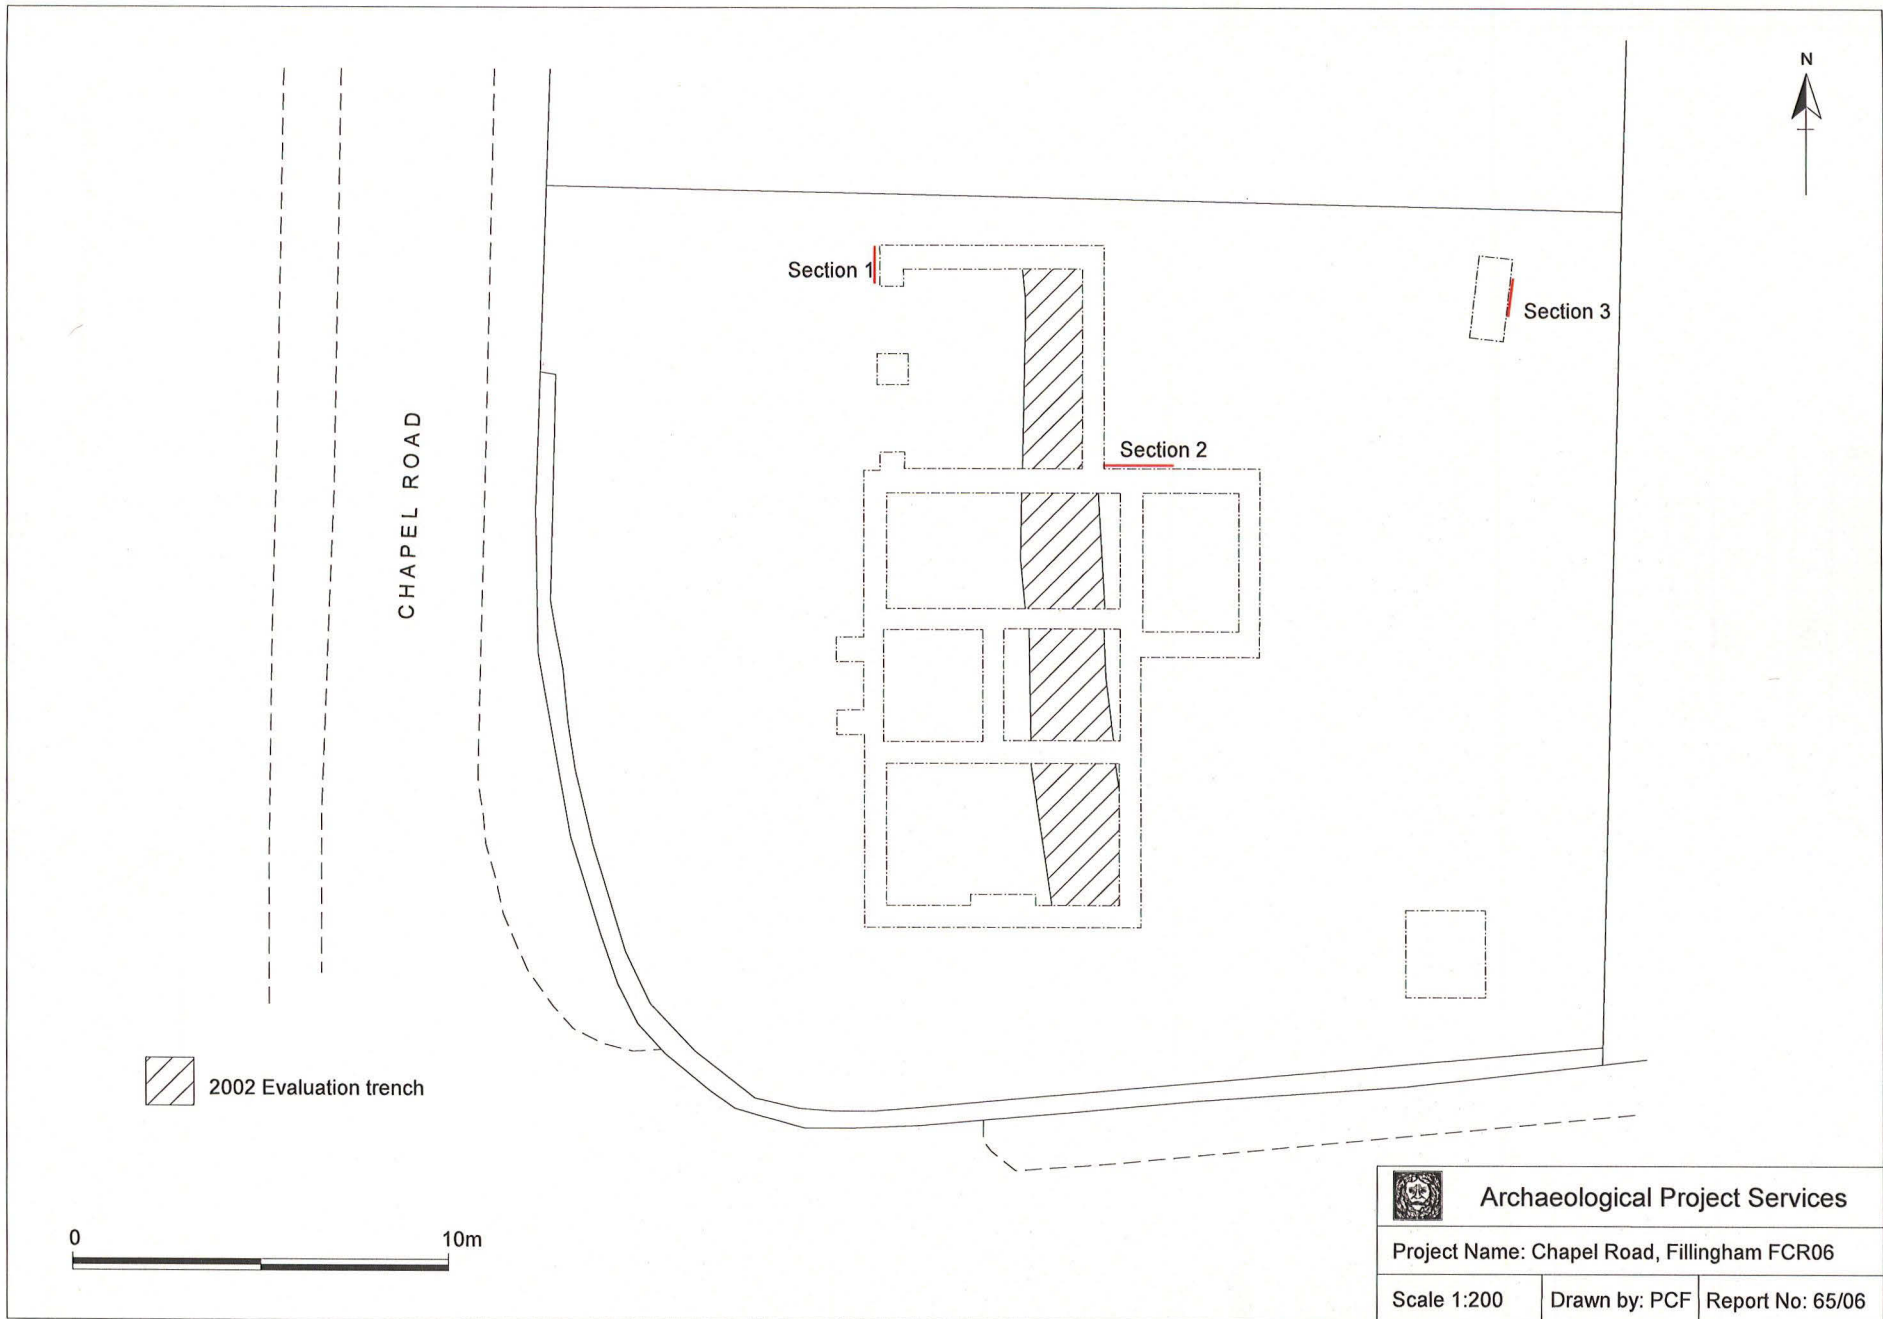 N
Section 1
Section 3
Section 2
CHAPEL ROAD
2002 Evaluation trench
0 10m
Archaeological Project Services
Project Name: Chapel Road, Fillingham FCR06
Scale 1:200 Drawn by: PCF Report No: 65/06